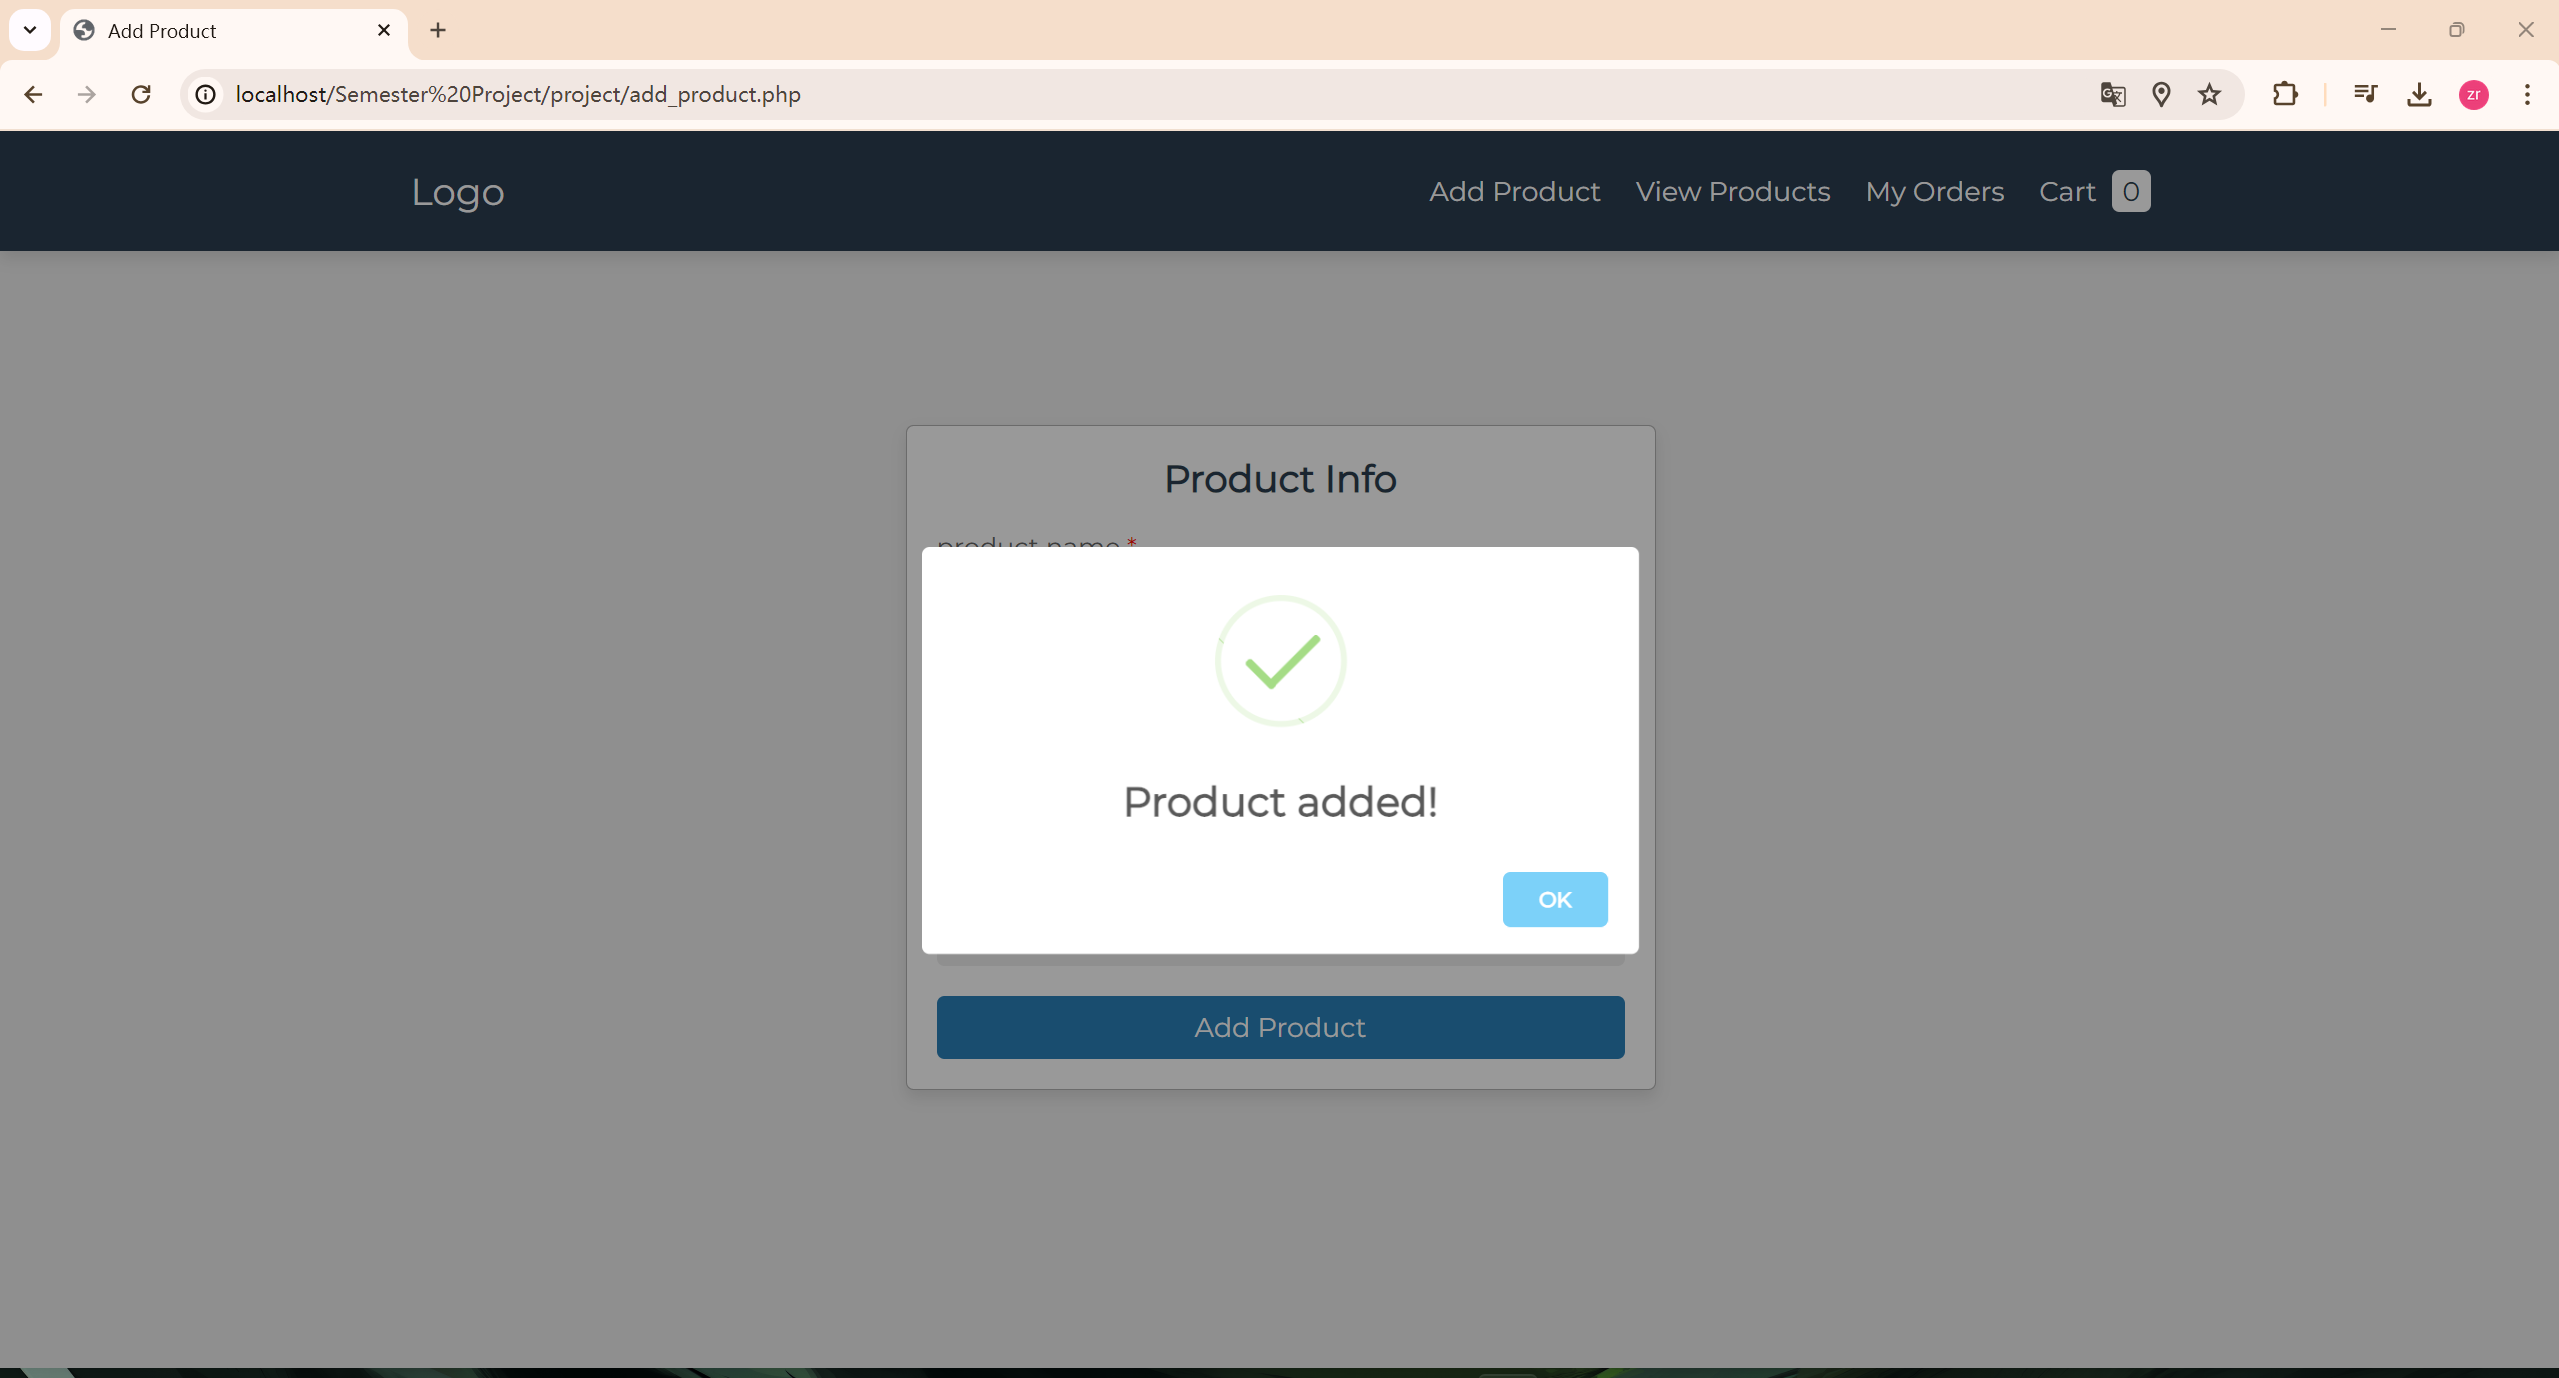 Add Product
localhost/Semester%20Project/project/add_product.php
zr
Logo
Add Product
View Products
My Orders
Cart 0
Product Info
product name *
Product added!
OK
Add Product